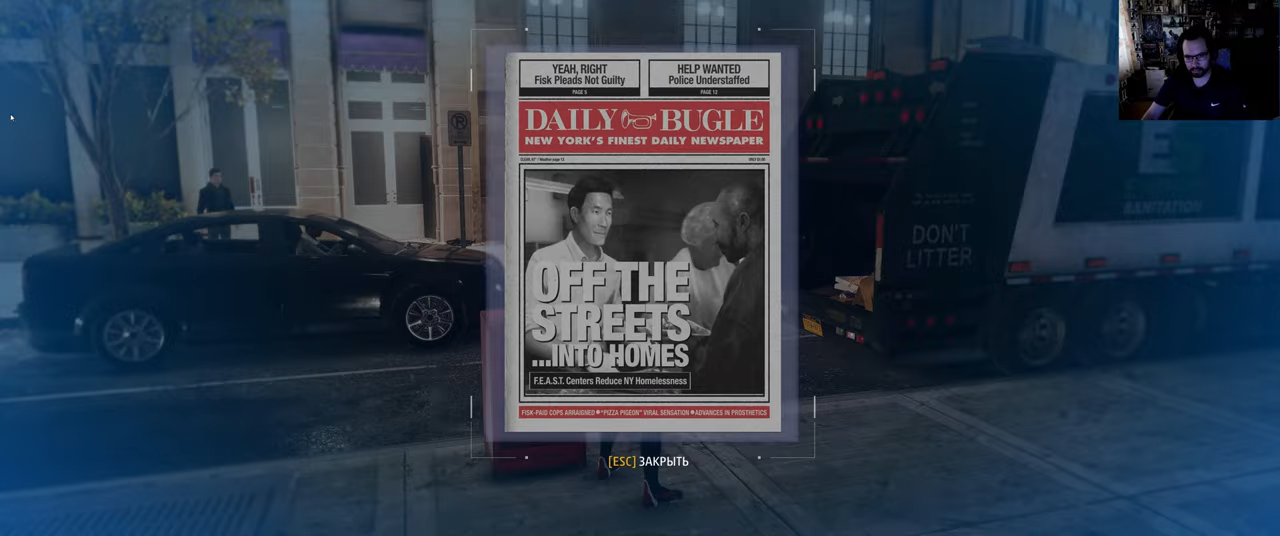 YEAH, RIGHT
Fisk Pleads Not Guilty
PAGE 5
HELP WANTED
Police Understaffed
PAGE 12
DAILY BUGLE
NEW YORK'S FINEST DAILY NEWSPAPER
OFF THE
STREETS
...INTO HOMES
F.E.A.S.T. Centers Reduce NY Homelessness
FISK-PAID COPS ARRAIGNED • "PIZZA PIGEON" VIRAL SENSATION • ADVANCES IN PROSTHETICS
DON'T
LITTER
SANITATION
[ESC] ЗАКРЫТЬ